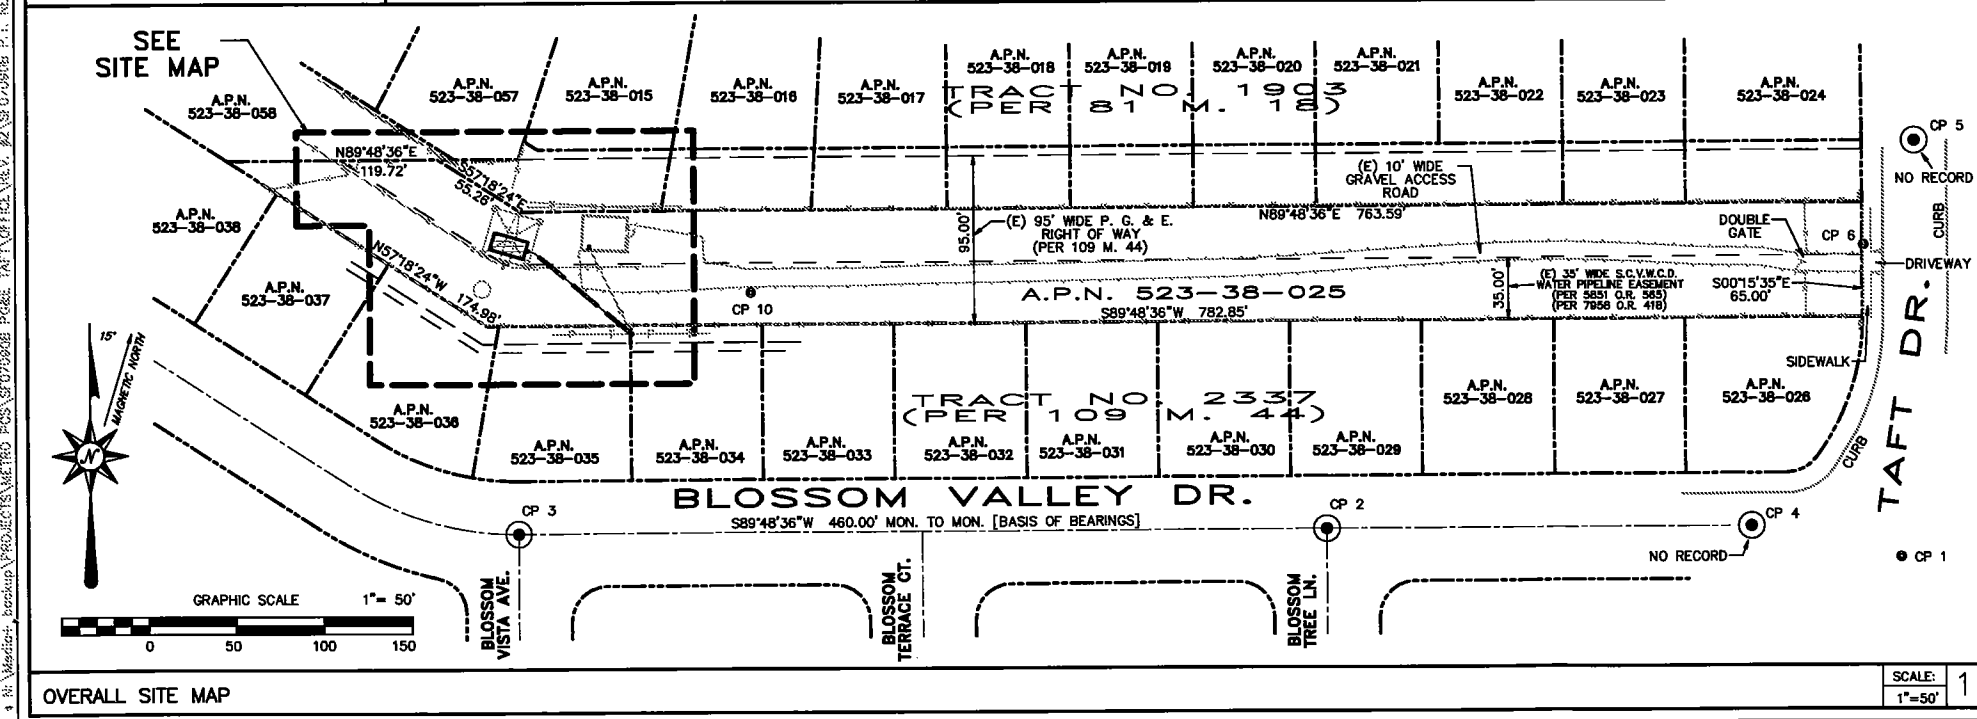 SEE
SITE MAP
A.P.N.
523-38-058
A.P.N.
523-38-057
A.P.N.
523-38-015
A.P.N.
523-38-016
A.P.N.
523-38-017
A.P.N.
523-38-018
A.P.N.
523-38-019
A.P.N.
523-38-020
A.P.N.
523-38-021
A.P.N.
523-38-022
A.P.N.
523-38-023
A.P.N.
523-38-024
TRACT NO. 1903
(PER 81 M. 18)
CP 5
NO RECORD
CURB
N89°48'36"E
119.72'
S57°18'24"E
55.26'
(E) 10' WIDE
GRAVEL ACCESS
ROAD
N89°48'36"E 763.59'
95.00'
(E) 95' WIDE P. G. & E.
RIGHT OF WAY
(PER 109 M. 44)
DOUBLE
GATE
CP 6
DRIVEWAY
A.P.N.
523-38-038
A.P.N.
523-38-037
N57°18'24"W 174.98'
CP 10
A.P.N. 523-38-025
S89°48'36"W 782.85'
35.00'
(E) 35' WIDE S.C.V.W.C.D.
WATER PIPELINE EASEMENT
(PER 5851 O.R. 565)
(PER 7958 O.R. 418)
S00°15'35"E
65.00'
SIDEWALK
TAFT DR.
15°
MAGNETIC NORTH
N
A.P.N.
523-38-036
A.P.N.
523-38-035
A.P.N.
523-38-034
A.P.N.
523-38-033
A.P.N.
523-38-032
A.P.N.
523-38-031
A.P.N.
523-38-030
A.P.N.
523-38-029
A.P.N.
523-38-028
A.P.N.
523-38-027
A.P.N.
523-38-026
TRACT NO. 2337
(PER 109 M. 44)
CURB
BLOSSOM VALLEY DR.
S89°48'36"W 460.00' MON. TO MON. [BASIS OF BEARINGS]
CP 3
CP 2
CP 4
NO RECORD
CP 1
BLOSSOM
VISTA AVE.
BLOSSOM
TERRACE CT.
BLOSSOM
TREE LN.
GRAPHIC SCALE 1"= 50'
0 50 100 150
OVERALL SITE MAP
SCALE:
1"=50'
1